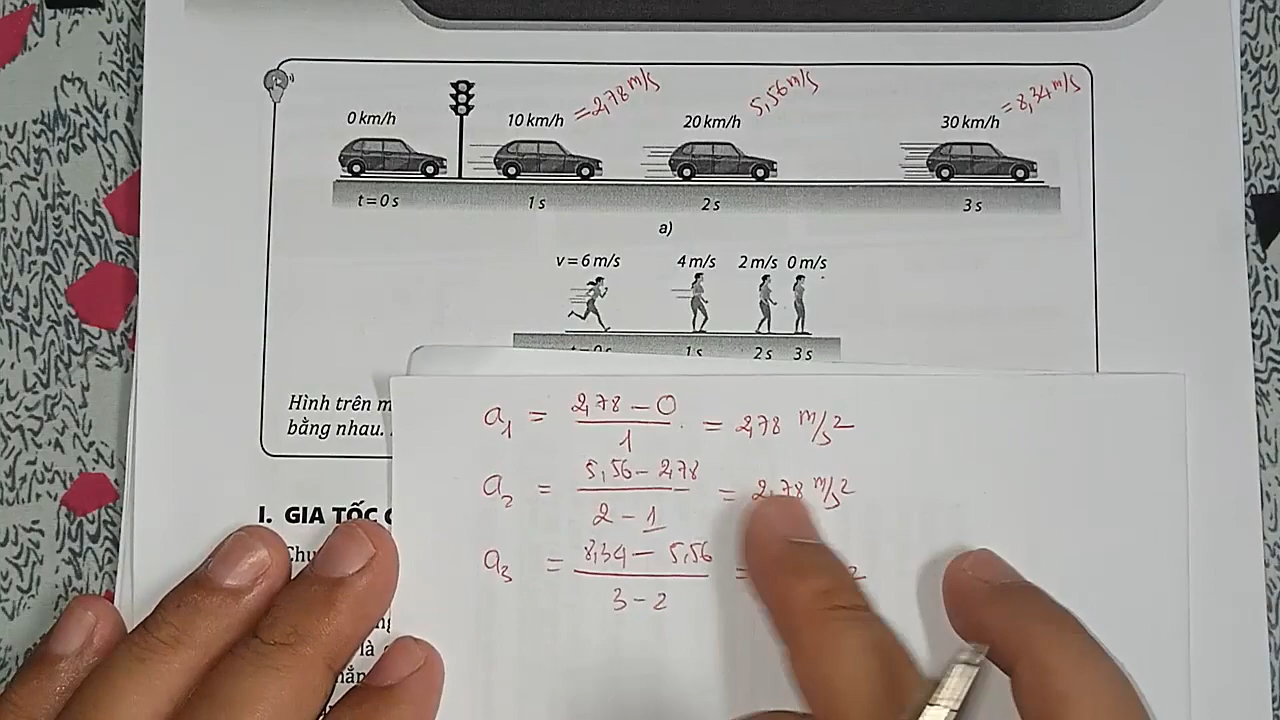 0 km/h 10 km/h = 2,78 m/s 20 km/h 5,56 m/s 30 km/h = 8,34 m/s
t = 0 s 1 s 2 s 3 s
a)
v = 6 m/s 4 m/s 2 m/s 0 m/s
t = 0 s 1 s 2 s 3 s
Hình trên m
bằng nhau.
a₁ = (2,78 - 0) / 1 = 2,78 m/s²
a₂ = (5,56 - 2,78) / (2 - 1) = 2,78 m/s²
a₃ = (8,34 - 5,56) / (3 - 2) =
I. GIA TỐC